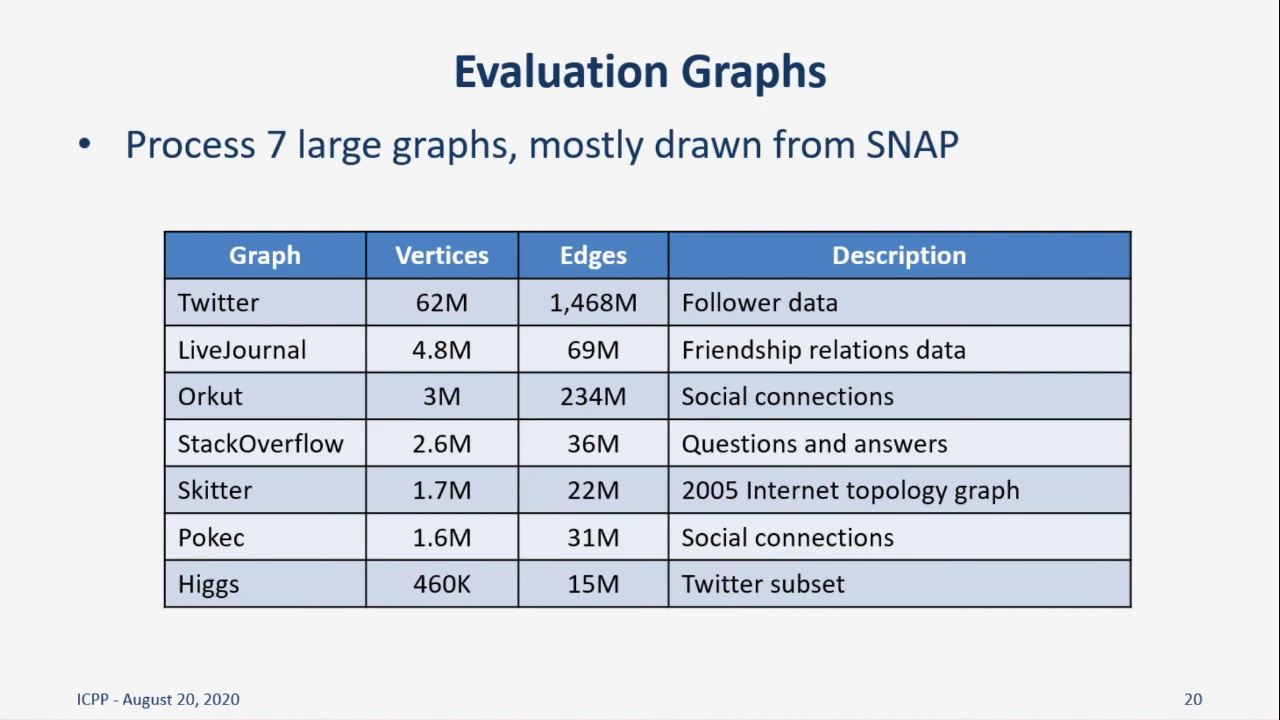 Evaluation Graphs
• Process 7 large graphs, mostly drawn from SNAP
Graph Vertices Edges Description
Twitter 62M 1,468M Follower data
LiveJournal 4.8M 69M Friendship relations data
Orkut 3M 234M Social connections
StackOverflow 2.6M 36M Questions and answers
Skitter 1.7M 22M 2005 Internet topology graph
Pokec 1.6M 31M Social connections
Higgs 460K 15M Twitter subset
ICPP - August 20, 2020 20